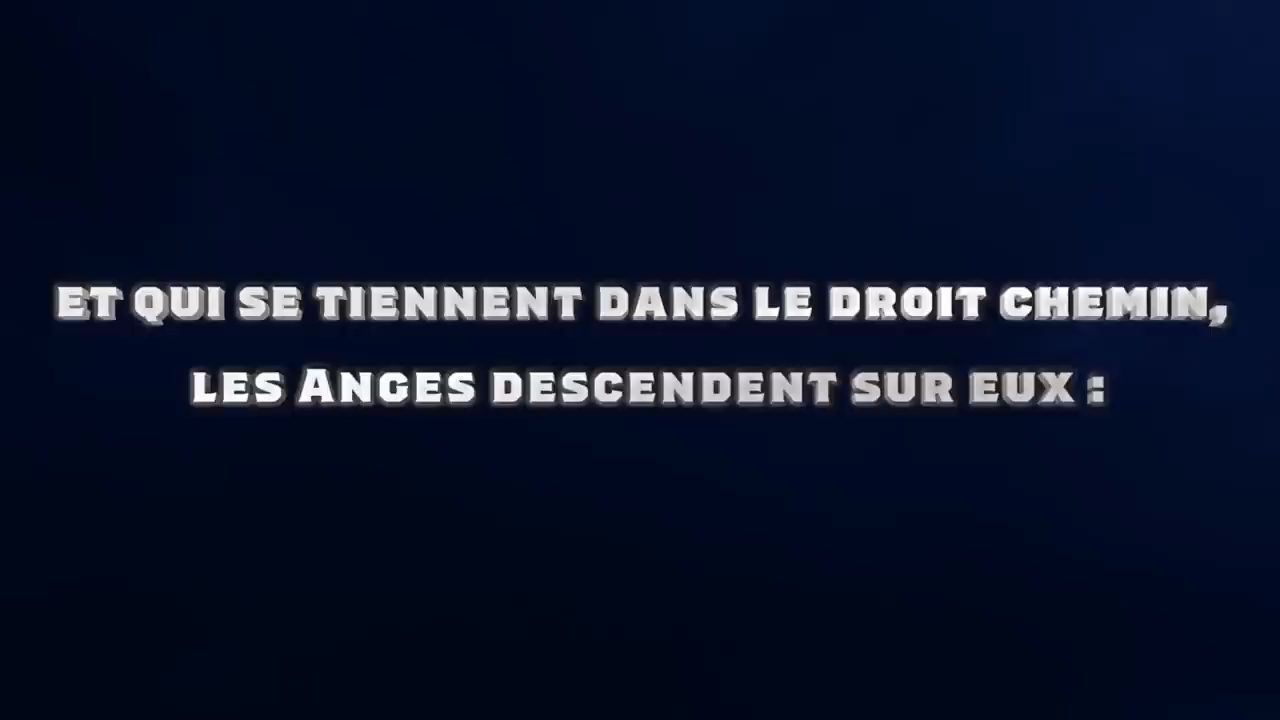 ET QUI SE TIENNENT DANS LE DROIT CHEMIN,
LES ANGES DESCENDENT SUR EUX :